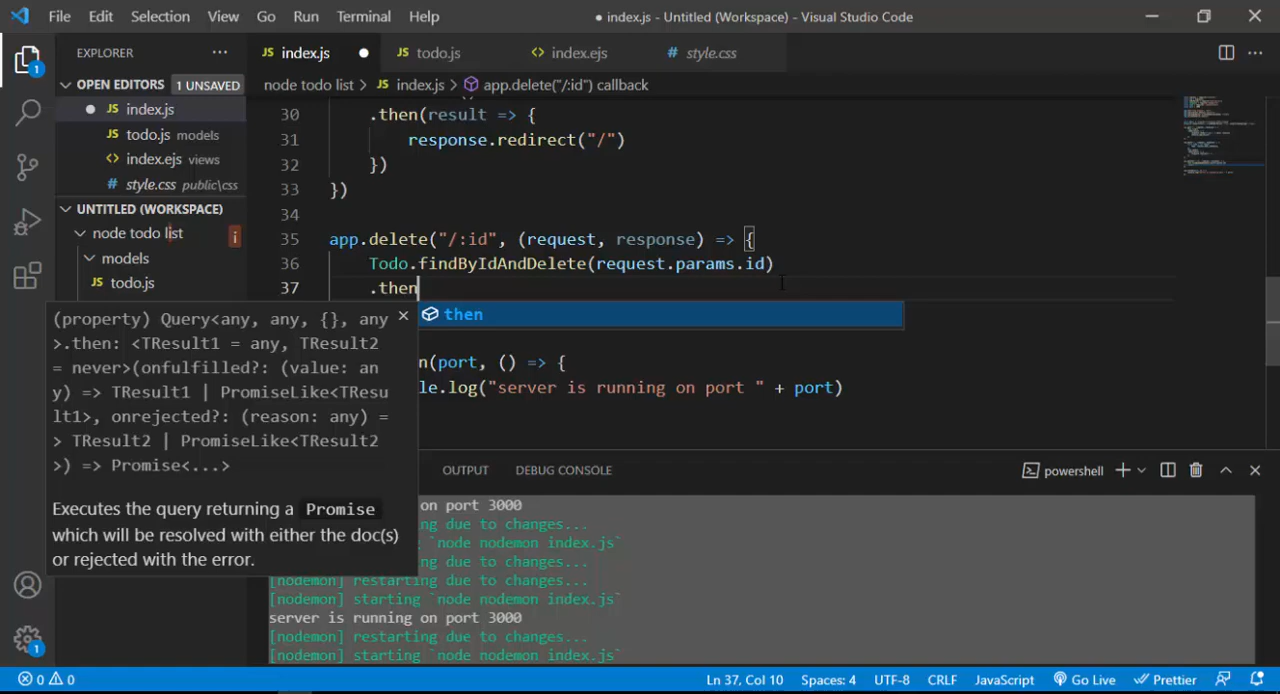 File Edit Selection View Go Run Terminal Help ● index.js - Untitled (Workspace) - Visual Studio Code
EXPLORER ···
JS index.js ● JS todo.js <> index.ejs # style.css ···
OPEN EDITORS 1 UNSAVED
node todo list > JS index.js > app.delete("/:id") callback
● JS index.js
JS todo.js models
<> index.ejs views
# style.css public\css
UNTITLED (WORKSPACE)
node todo list
models
JS todo.js
30 .then(result => {
31 response.redirect("/")
32 })
33 })
34
35 app.delete("/:id", (request, response) => {
36 Todo.findByIdAndDelete(request.params.id)
37 .then
then
n(port, () => {
le.log("server is running on port " + port)
(property) Query<any, any, {}, any
>.then: <TResult1 = any, TResult2
= never>(onfulfilled?: (value: an
y) => TResult1 | PromiseLike<TResu
lt1>, onrejected?: (reason: any) =
> TResult2 | PromiseLike<TResult2
>) => Promise<...>
Executes the query returning a Promise
which will be resolved with either the doc(s)
or rejected with the error.
OUTPUT DEBUG CONSOLE powershell
on port 3000
ng due to changes...
`node nodemon index.js`
ng due to changes...
[nodemon] restarting due to changes...
[nodemon] starting `node nodemon index.js`
server is running on port 3000
[nodemon] restarting due to changes...
[nodemon] starting `node nodemon index.js`
1
1
0 0 Ln 37, Col 10 Spaces: 4 UTF-8 CRLF JavaScript Go Live Prettier